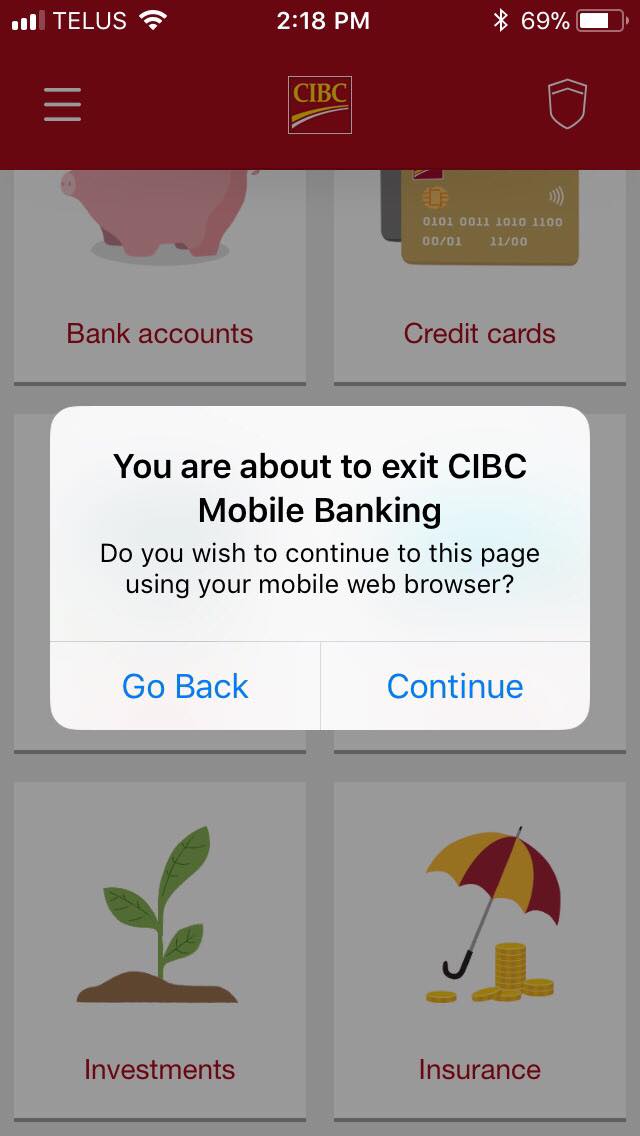 TELUS 2:18 PM 69%
CIBC
0101 0011 1010 1100
00/01 11/00
Bank accounts Credit cards
You are about to exit CIBC
Mobile Banking
Do you wish to continue to this page
using your mobile web browser?
Go Back Continue
Investments Insurance